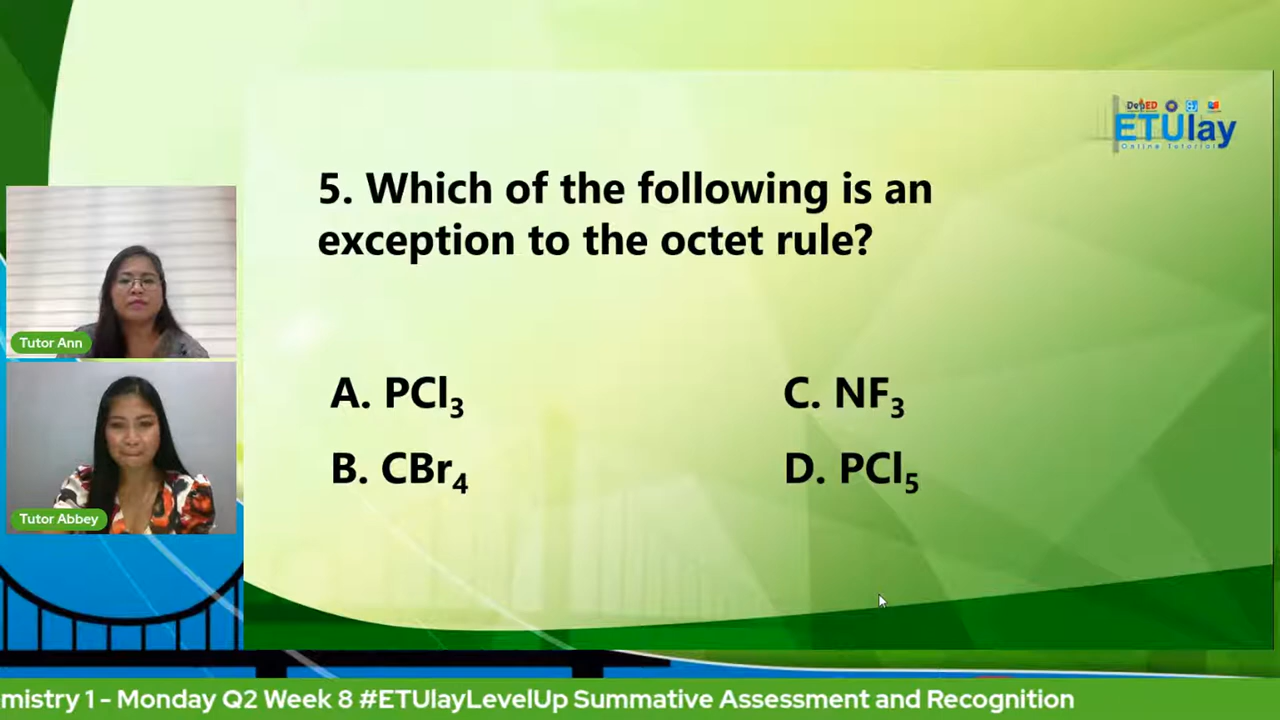 DepED
ETUlay
Online Tutorial
5. Which of the following is an
exception to the octet rule?
A. PCl₃
C. NF₃
B. CBr₄
D. PCl₅
Tutor Ann
Tutor Abbey
mistry 1 - Monday Q2 Week 8 #ETUlayLevelUp Summative Assessment and Recognition